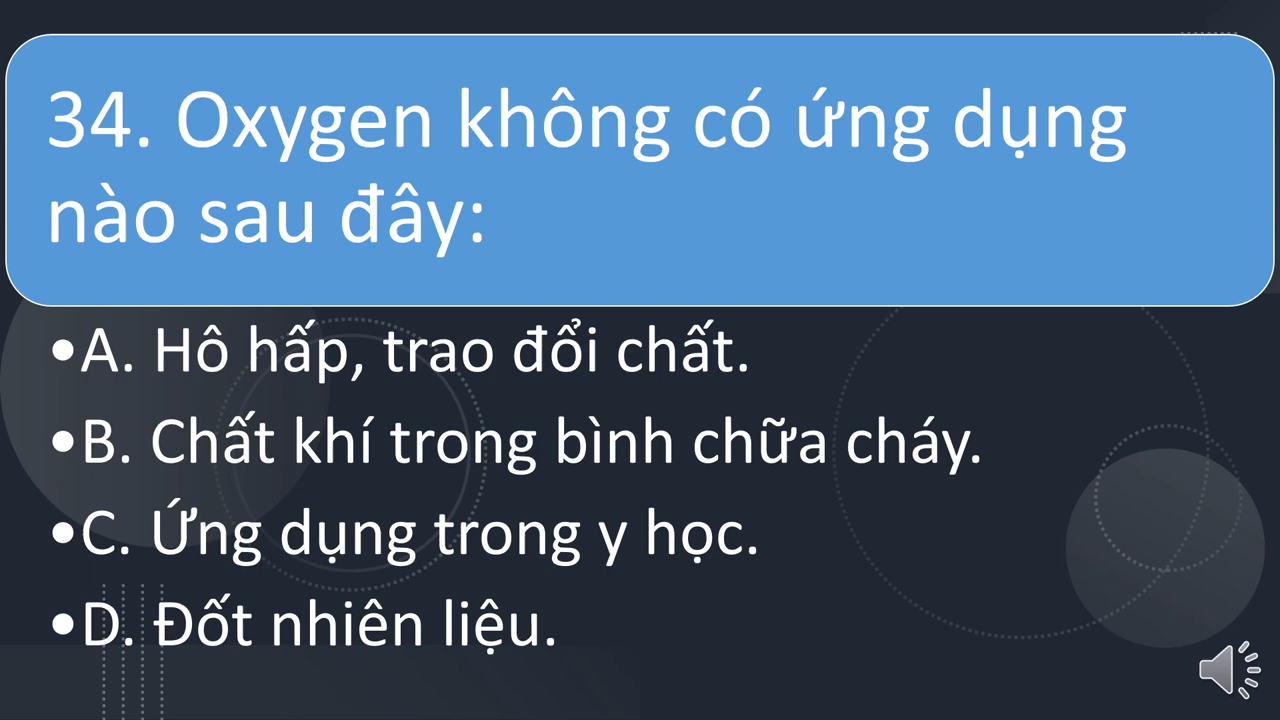 34. Oxygen không có ứng dụng
nào sau đây:
•A. Hô hấp, trao đổi chất.
•B. Chất khí trong bình chữa cháy.
•C. Ứng dụng trong y học.
•D. Đốt nhiên liệu.